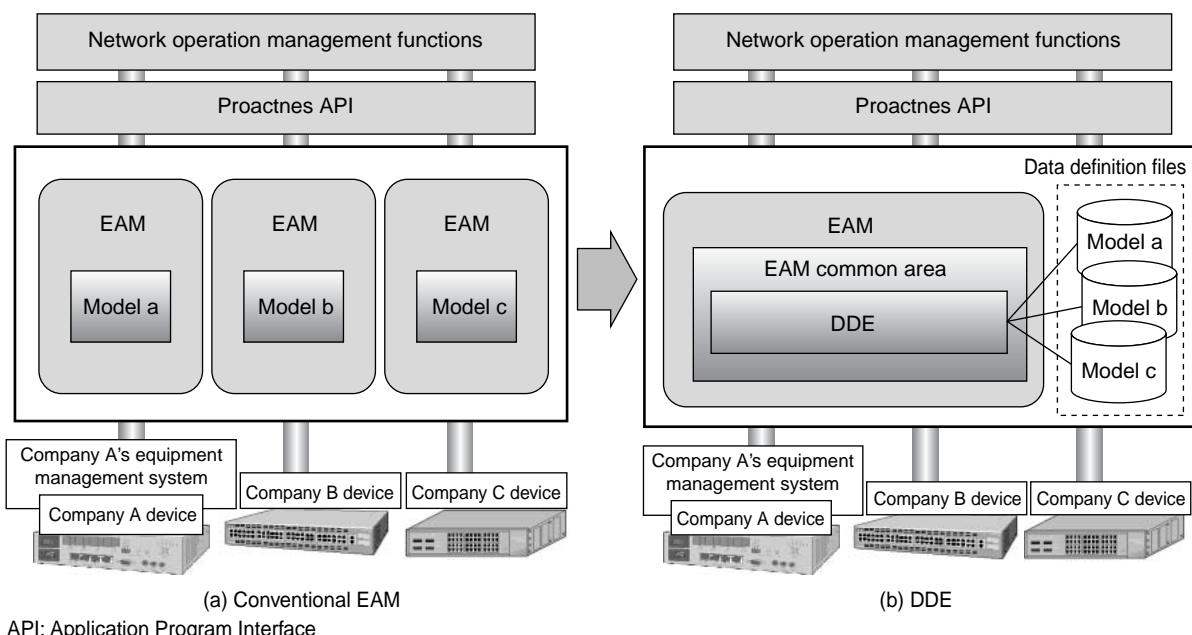 Network operation management functions
Proactnes API
EAM
Model a
EAM
Model b
EAM
Model c
Company A's equipment
management system
Company A device
Company B device
Company C device
(a) Conventional EAM
Network operation management functions
Proactnes API
Data definition files
EAM
EAM common area
DDE
Model a
Model b
Model c
Company A's equipment
management system
Company A device
Company B device
Company C device
(b) DDE
API: Application Program Interface